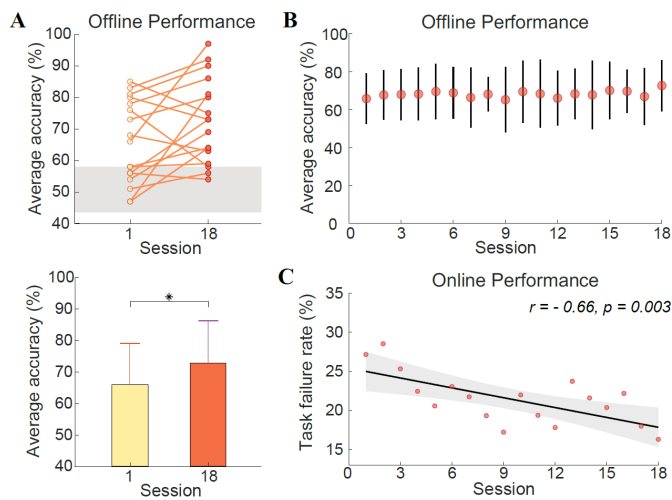 A
Offline Performance
Average accuracy (%)
100
90
80
70
60
50
40
1
18
Session
Average accuracy (%)
100
90
80
70
60
50
40
*
1
18
Session
B
Offline Performance
Average accuracy (%)
100
80
60
40
20
0
0
3
6
9
12
15
18
Session
C
Online Performance
r = - 0.66, p = 0.003
Task failure rate (%)
35
30
25
20
15
0
3
6
9
12
15
18
Session